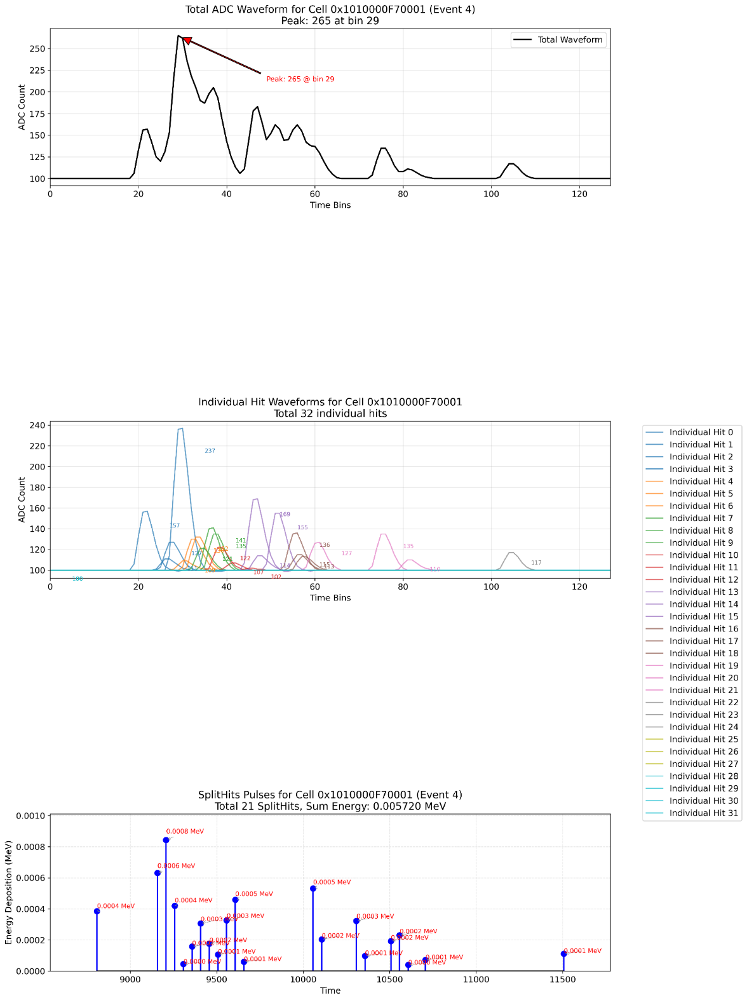 Total ADC Waveform for Cell 0x1010000F70001 (Event 4)
Peak: 265 at bin 29
Total Waveform
Peak: 265 @ bin 29
ADC Count
250
225
200
175
150
125
100
0 20 40 60 80 100 120
Time Bins
Individual Hit Waveforms for Cell 0x1010000F70001
Total 32 individual hits
ADC Count
240
220
200
180
160
140
120
100
237
157
169
155
141
135
136
135
127
122
121
127
114
117
110
107
102
100
0 20 40 60 80 100 120
Time Bins
Individual Hit 0
Individual Hit 1
Individual Hit 2
Individual Hit 3
Individual Hit 4
Individual Hit 5
Individual Hit 6
Individual Hit 7
Individual Hit 8
Individual Hit 9
Individual Hit 10
Individual Hit 11
Individual Hit 12
Individual Hit 13
Individual Hit 14
Individual Hit 15
Individual Hit 16
Individual Hit 17
Individual Hit 18
Individual Hit 19
Individual Hit 20
Individual Hit 21
Individual Hit 22
Individual Hit 23
Individual Hit 24
Individual Hit 25
Individual Hit 26
Individual Hit 27
Individual Hit 28
Individual Hit 29
Individual Hit 30
Individual Hit 31
SplitHits Pulses for Cell 0x1010000F70001 (Event 4)
Total 21 SplitHits, Sum Energy: 0.005720 MeV
Energy Deposition (MeV)
0.0010
0.0008
0.0006
0.0004
0.0002
0.0000
0.0004 MeV
0.0006 MeV
0.0008 MeV
0.0004 MeV
0.0000 MeV
0.0003 MeV
0.0002 MeV
0.0001 MeV
0.0003 MeV
0.0005 MeV
0.0001 MeV
0.0005 MeV
0.0002 MeV
0.0003 MeV
0.0001 MeV
0.0002 MeV
0.0002 MeV
0.0000 MeV
0.0001 MeV
0.0001 MeV
9000 9500 10000 10500 11000 11500
Time